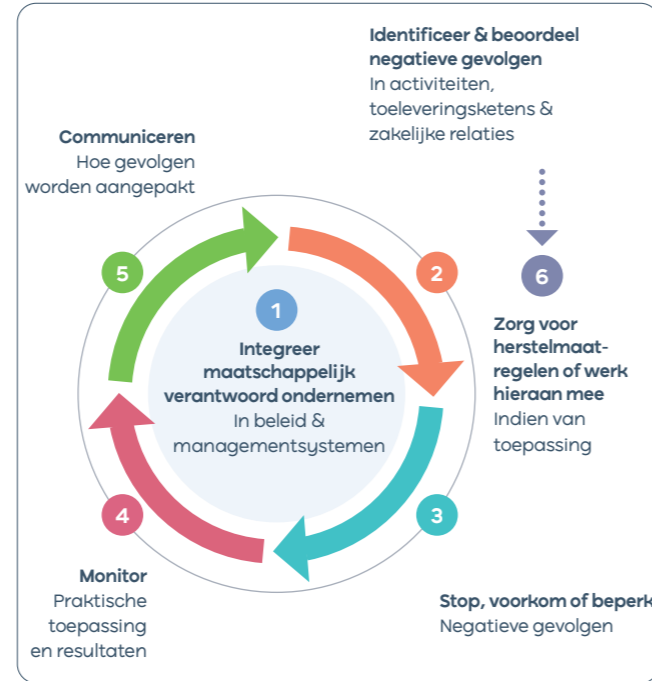 Identificeer & beoordeel
negatieve gevolgen
In activiteiten,
toeleveringsketens &
zakelijke relaties
Communiceren
Hoe gevolgen
worden aangepakt
5
2
6
1
Integreer
maatschappelijk
verantwoord ondernemen
In beleid &
managementsystemen
Zorg voor
herstelmaat-
regelen of werk
hieraan mee
Indien van
toepassing
4
3
Monitor
Praktische
toepassing
en resultaten
Stop, voorkom of beperk
Negatieve gevolgen